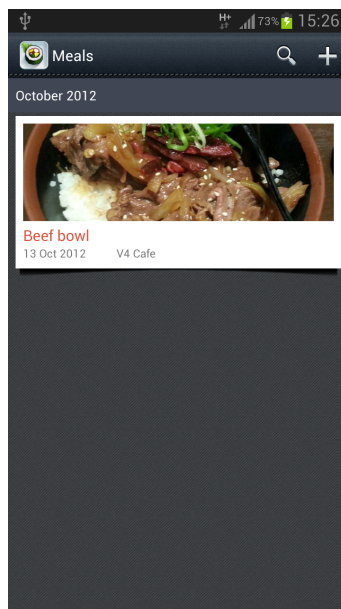 H+ 73% 15:26
Meals
October 2012
Beef bowl
13 Oct 2012 V4 Cafe